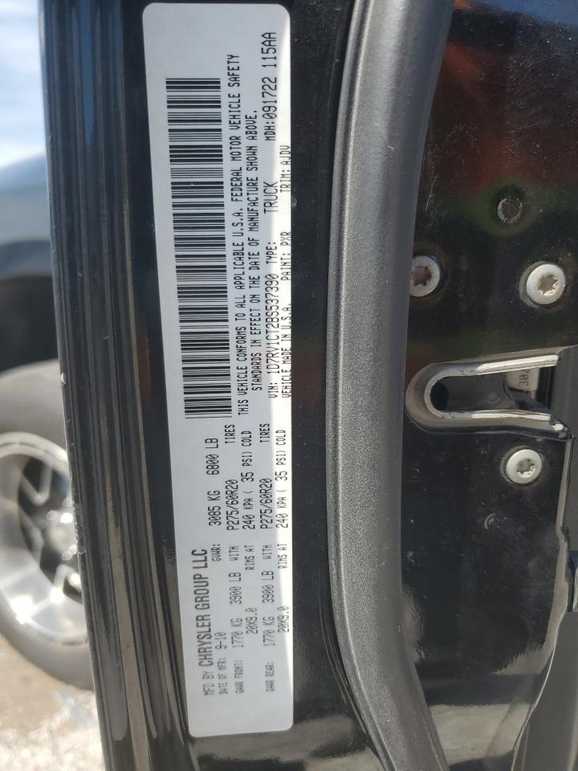 MFD BY CHRYSLER GROUP LLC
DATE OF MFR: 9-10 GVWR: 3085 KG 6800 LB
GAWR FRONT: 1770 KG 3900 LB WITH P275/60R20 TIRES
20X9.0 RIMS AT 240 KPA ( 35 PSI) COLD
GAWR REAR: 1770 KG 3900 LB WITH P275/60R20 TIRES
20X9.0 RIMS AT 240 KPA ( 35 PSI) COLD
THIS VEHICLE CONFORMS TO ALL APPLICABLE U.S.A. FEDERAL MOTOR VEHICLE SAFETY
STANDARDS IN EFFECT ON THE DATE OF MANUFACTURE SHOWN ABOVE.
VIN: 1D7RV1CT2BS537390 TYPE: TRUCK MDH:091722 115AA
VEHICLE MADE IN U.S.A. PAINT: PXR TRIM: AJDV